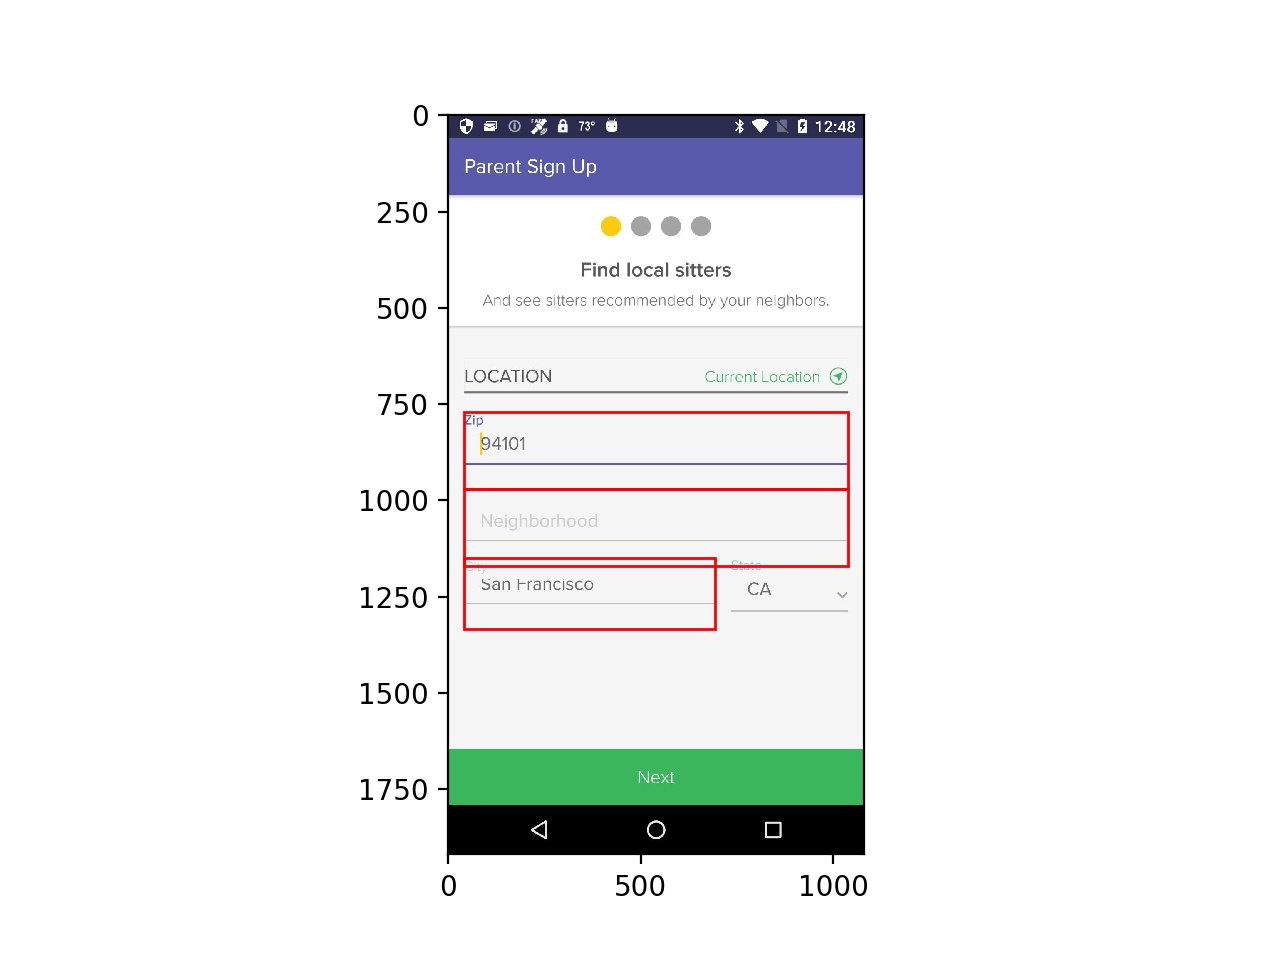 0
250
500
750
1000
1250
1500
1750
0
500
1000
73°
12:48
Parent Sign Up
Find local sitters
And see sitters recommended by your neighbors.
LOCATION
Current Location
Zip
94101
Neighborhood
City
State
San Francisco
CA
Next